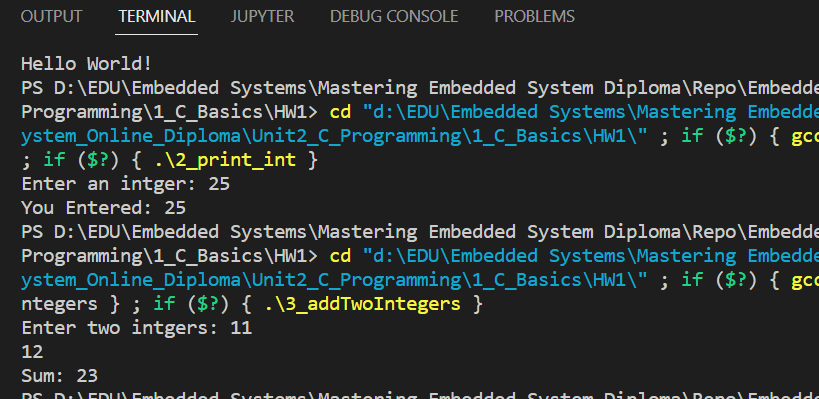 OUTPUT TERMINAL JUPYTER DEBUG CONSOLE PROBLEMS
Hello World!
PS D:\EDU\Embedded Systems\Mastering Embedded System Diploma\Repo\Embedde
Programming\1_C_Basics\HW1> cd "d:\EDU\Embedded Systems\Mastering Embedde
ystem_Online_Diploma\Unit2_C_Programming\1_C_Basics\HW1\" ; if ($?) { gcc
; if ($?) { .\2_print_int }
Enter an intger: 25
You Entered: 25
PS D:\EDU\Embedded Systems\Mastering Embedded System Diploma\Repo\Embedde
Programming\1_C_Basics\HW1> cd "d:\EDU\Embedded Systems\Mastering Embedde
ystem_Online_Diploma\Unit2_C_Programming\1_C_Basics\HW1\" ; if ($?) { gcc
ntegers } ; if ($?) { .\3_addTwoIntegers }
Enter two intgers: 11
12
Sum: 23
PS D:\EDU\Embedded Systems\Mastering Embedded System Diploma\Repo\Embedde